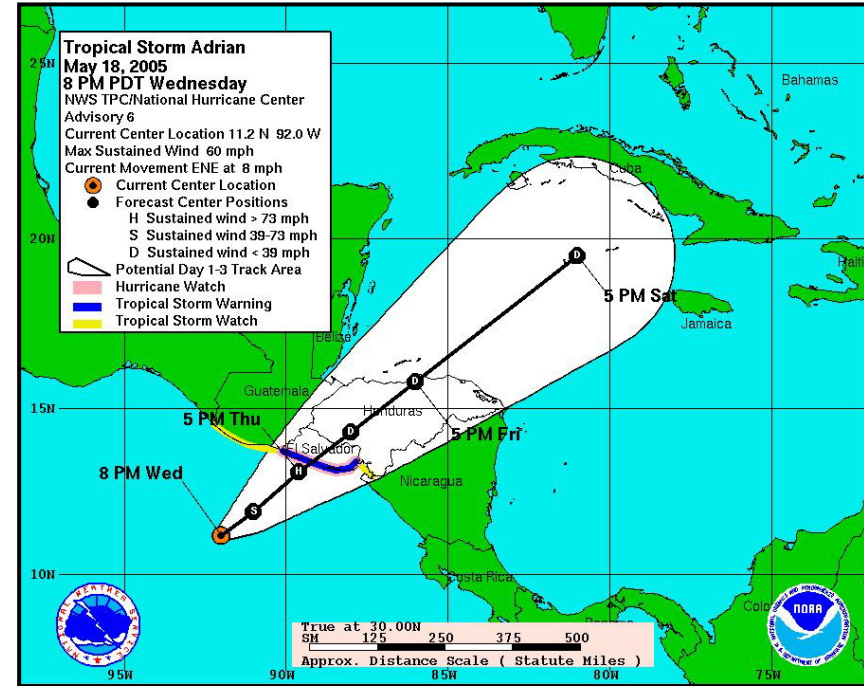 Tropical Storm Adrian
May 18, 2005
8 PM PDT Wednesday
NWS TPC/National Hurricane Center
Advisory 6
Current Center Location 11.2 N 92.0 W
Max Sustained Wind 60 mph
Current Movement ENE at 8 mph
Current Center Location
Forecast Center Positions
H Sustained wind > 73 mph
S Sustained wind 39-73 mph
D Sustained wind < 39 mph
Potential Day 1-3 Track Area
Hurricane Watch
Tropical Storm Warning
Tropical Storm Watch
25N
Bahamas
Cuba
20N
D
5 PM Sat
Haiti
Jamaica
Belize
Guatemala
D
15N
5 PM Thu
Honduras
D
5 PM Fri
El Salvador
H
8 PM Wed
Nicaragua
S
10N
Costa Rica
NATIONAL WEATHER SERVICE
NOAA
True at 30.00N
SM 125 250 375 500
Approx. Distance Scale ( Statute Miles )
95W 90W 85W 80W 75W